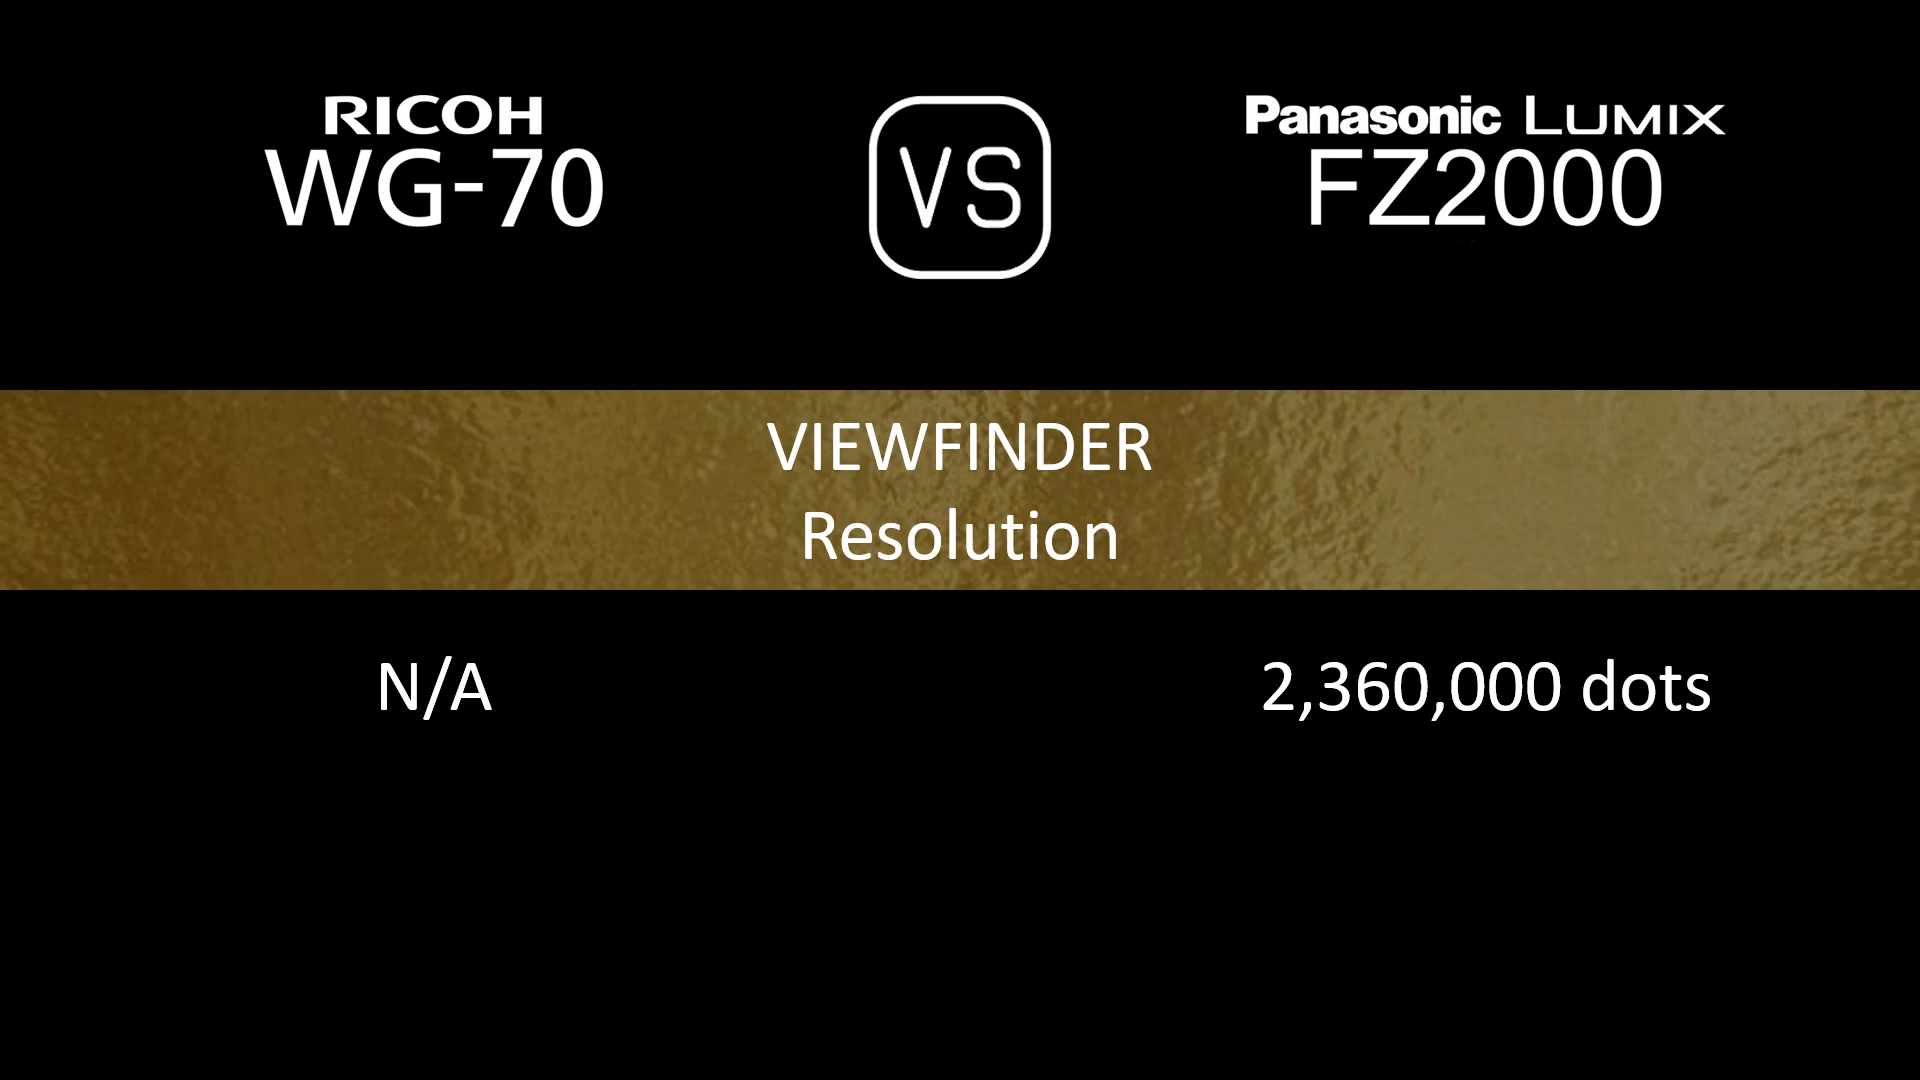 RICOH
WG-70
VS
Panasonic LUMIX
FZ2000
VIEWFINDER
Resolution
N/A
2,360,000 dots